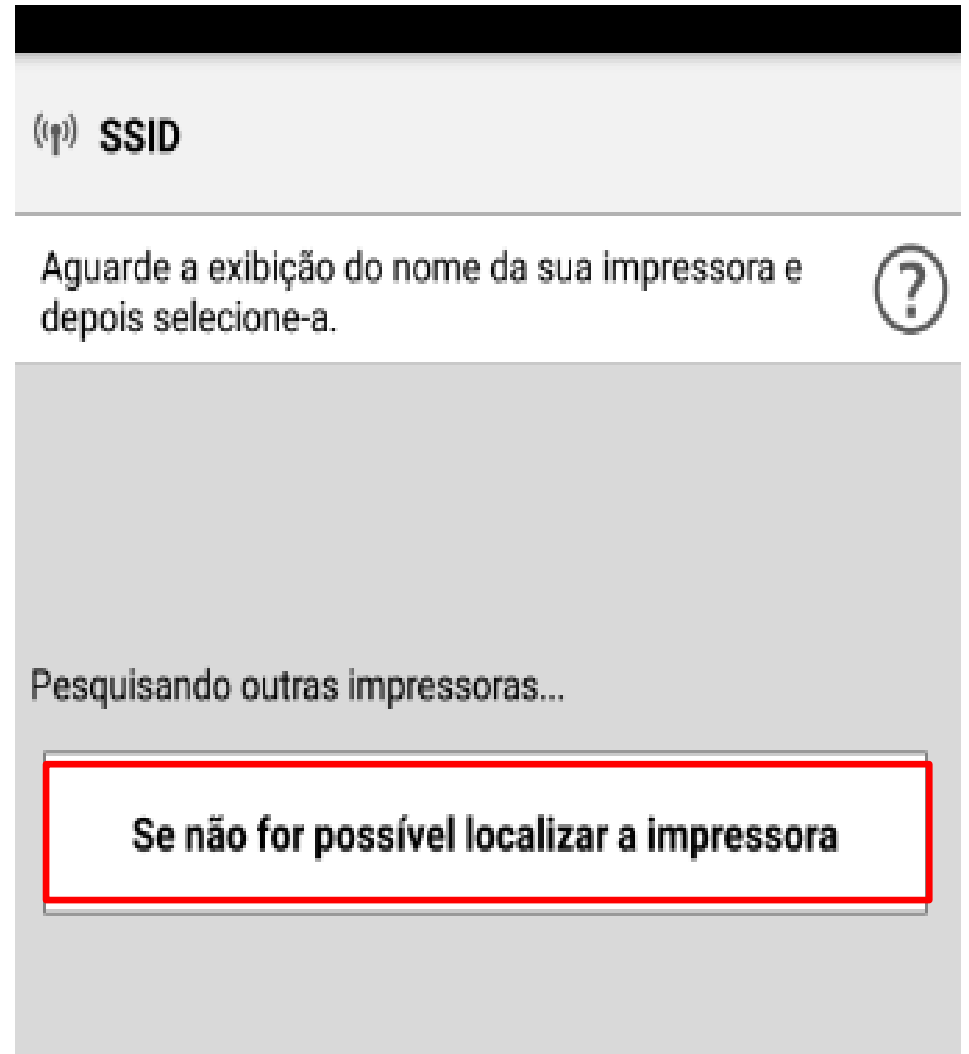 SSID
Aguarde a exibição do nome da sua impressora e
depois selecione-a.
?
Pesquisando outras impressoras...
Se não for possível localizar a impressora